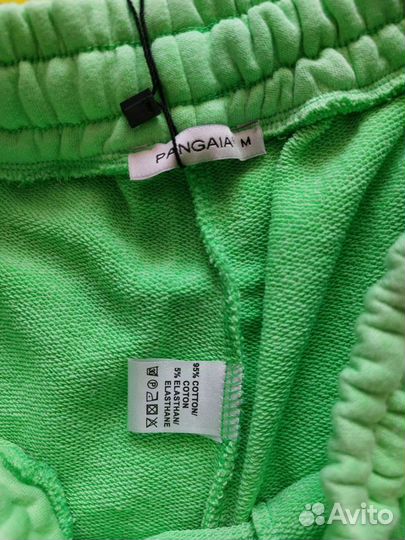 PANGAIA M
95% COTTON/
COTON
5% ELASTHAN/
ELASTHANE
Avito